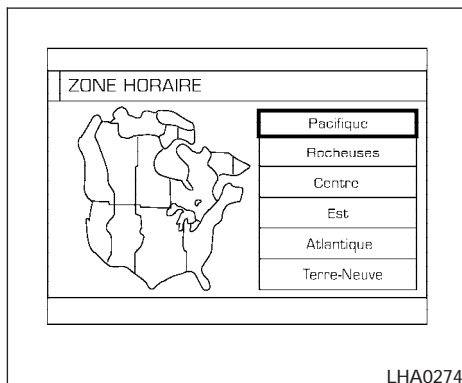 ZONE HORAIRE
Pacifique
Rocheuses
Centre
Est
Atlantique
Terre-Neuve
LHA0274